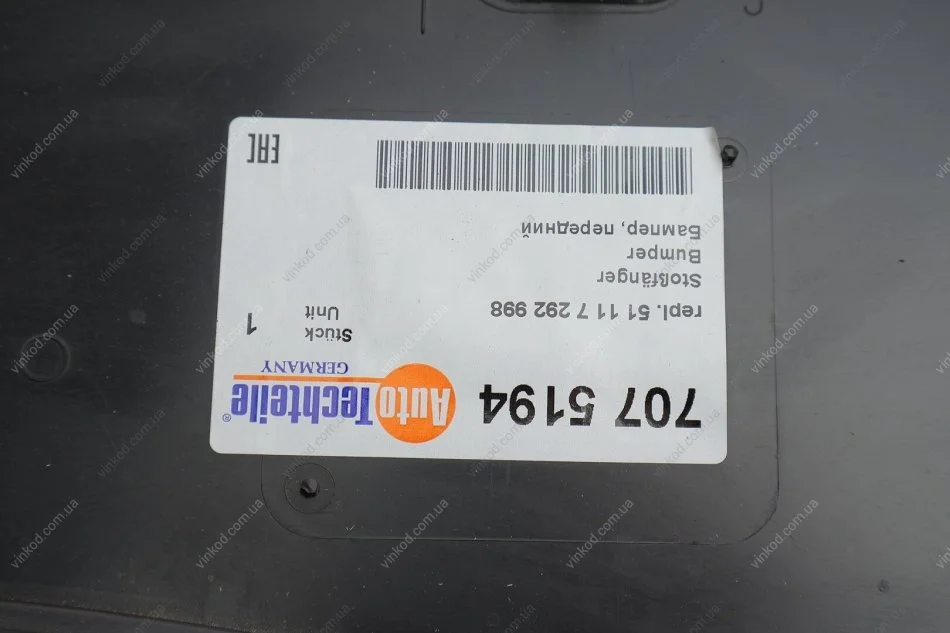 707 5194
AutoTechteile®
GERMANY
repl. 51 11 7 292 998
Stück
Unit
1
Stoßfänger
Bumper
Бампер, передний
EAC
vinkod.com.ua